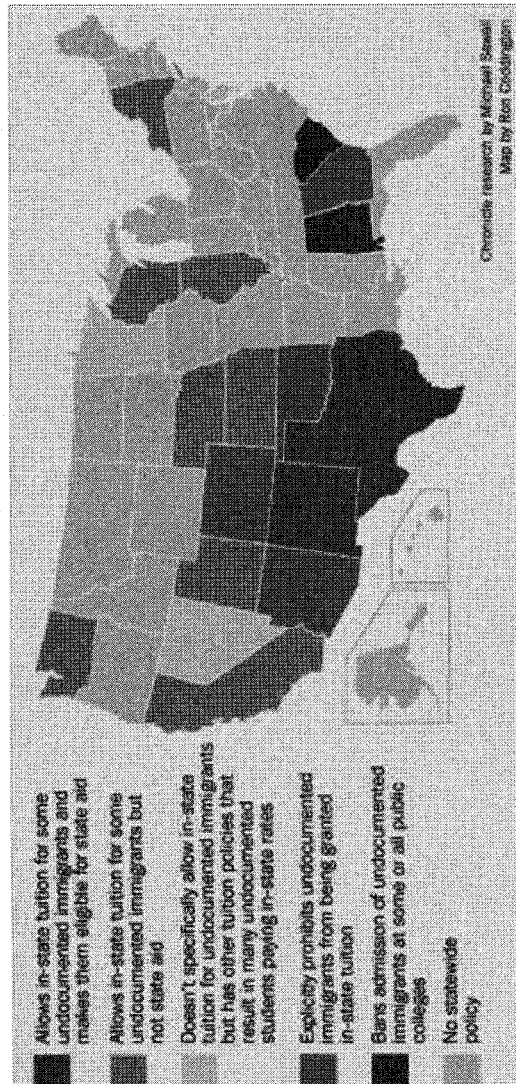 Allows in-state tuition for some
undocumented immigrants and
makes them eligible for state aid
Allows in-state tuition for some
undocumented immigrants but
not state aid
Doesn't specifically allow in-state
tuition for undocumented immigrants
but has other tuition policies that
result in many undocumented
students paying in-state rates
Explicitly prohibits undocumented
immigrants from being granted
in-state tuition
Bans admission of undocumented
immigrants at some or all public
colleges
No statewide
policy
Chronicle research by Michael Sewall
Map by Ron Coddington